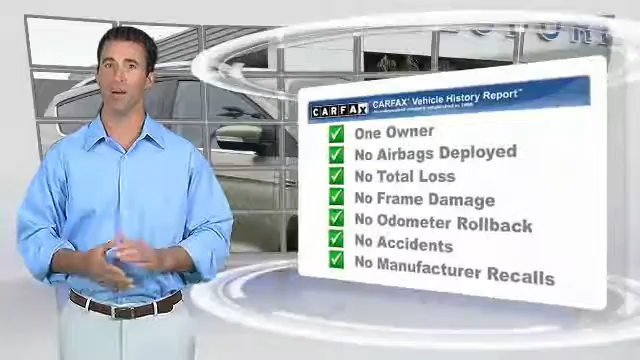 CARFAX CARFAX Vehicle History Report™
One Owner
No Airbags Deployed
No Total Loss
No Frame Damage
No Odometer Rollback
No Accidents
No Manufacturer Recalls